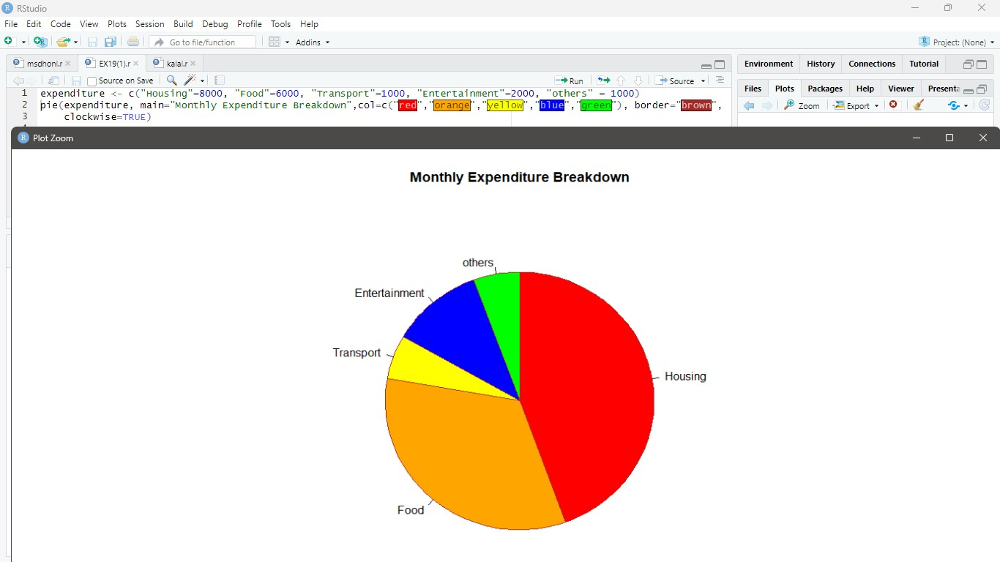 RStudio
File Edit Code View Plots Session Build Debug Profile Tools Help
Go to file/function Addins Project: (None)
msdhoni.r EX19(1).r kalai.r Environment History Connections Tutorial
Source on Save Run Source Files Plots Packages Help Viewer Presenta
1 expenditure <- c("Housing"=8000, "Food"=6000, "Transport"=1000, "Entertainment"=2000, "others" = 1000)
2 pie(expenditure, main="Monthly Expenditure Breakdown",col=c("red","orange","yellow","blue","green"), border="brown",
3 clockwise=TRUE)
Zoom Export
Plot Zoom
Monthly Expenditure Breakdown
others
Entertainment
Transport
Housing
Food